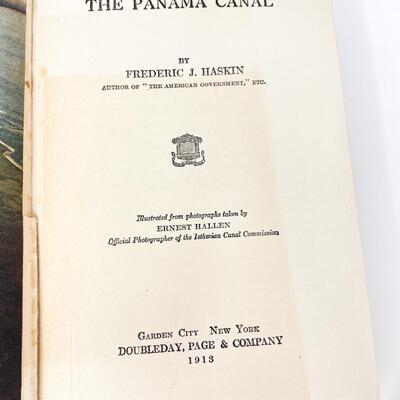 THE PANAMA CANAL
BY
FREDERIC J. HASKIN
AUTHOR OF "THE AMERICAN GOVERNMENT," ETC.
Illustrated from photographs taken by
ERNEST HALLEN
Official Photographer of the Isthmian Canal Commission
GARDEN CITY NEW YORK
DOUBLEDAY, PAGE & COMPANY
1913